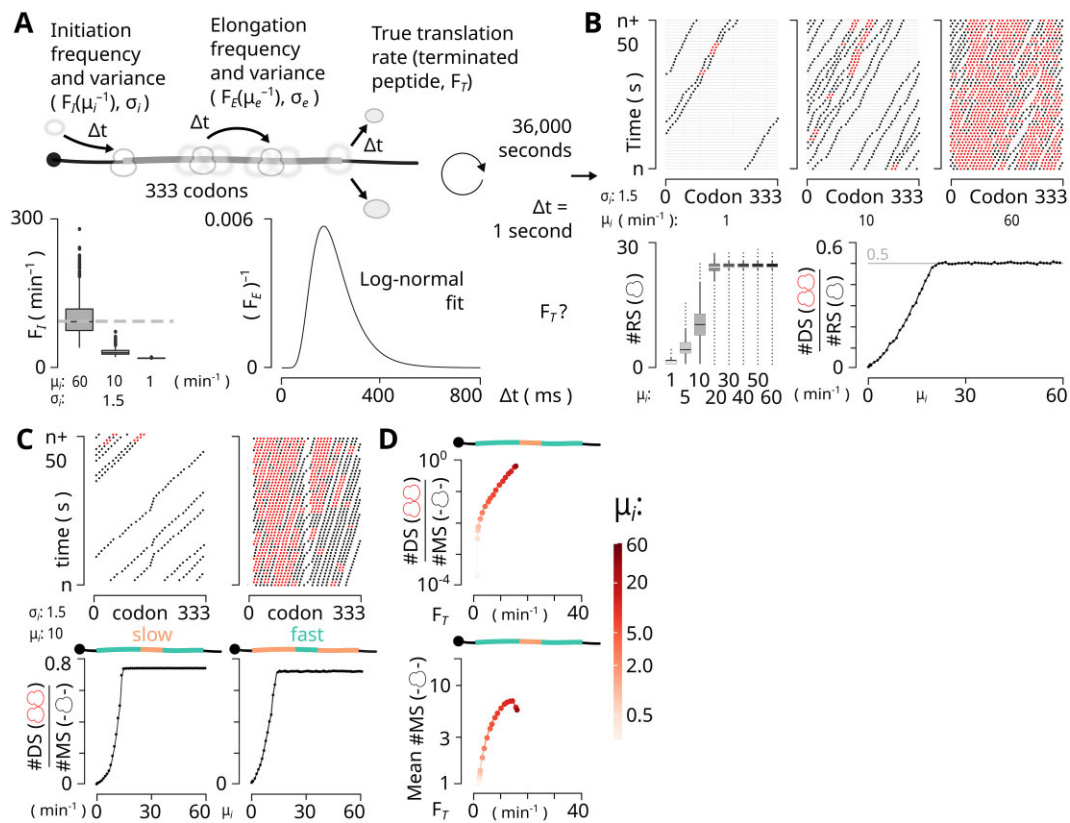 A
Initiation
frequency
and variance
( F_I(μ_i⁻¹), σ_i )
Elongation
frequency
and variance
( F_E(μ_e⁻¹), σ_e )
True translation
rate (terminated
peptide, F_T)
Δt
Δt
Δt
333 codons
36,000
seconds
Δt =
1 second
F_T ?
300
F_I ( min⁻¹ )
0
μ_i: 60 10 1 ( min⁻¹ )
σ_i: 1.5
0.006
( F_E )⁻¹
0
Log-normal
fit
0 400 800 Δt ( ms )
B
n+
50
Time ( s )
n
0 Codon 333
0 Codon 333
0 Codon 333
σ_i: 1.5
μ_i ( min⁻¹ ): 1 10 60
30
#RS ( )
0
1 10 30 50
μ_i: 5 20 40 60 ( min⁻¹ )
0.6
0.5
#DS ( )
#RS ( )
0
0 μ_i 30 60
C
n+
50
time ( s )
n
0 codon 333
0 codon 333
σ_i: 1.5
μ_i: 10
slow
fast
0.8
#DS ( )
#MS (- -)
0
0
( min⁻¹ ) 0 30 60
μ_i 0 30 60
D
10⁰
#DS ( )
#MS (- -)
10⁻⁴
F_T 0 ( min⁻¹ ) 40
10
3
1
Mean #MS (- -)
F_T 0 ( min⁻¹ ) 40
μ_i:
60
20
5.0
2.0
0.5